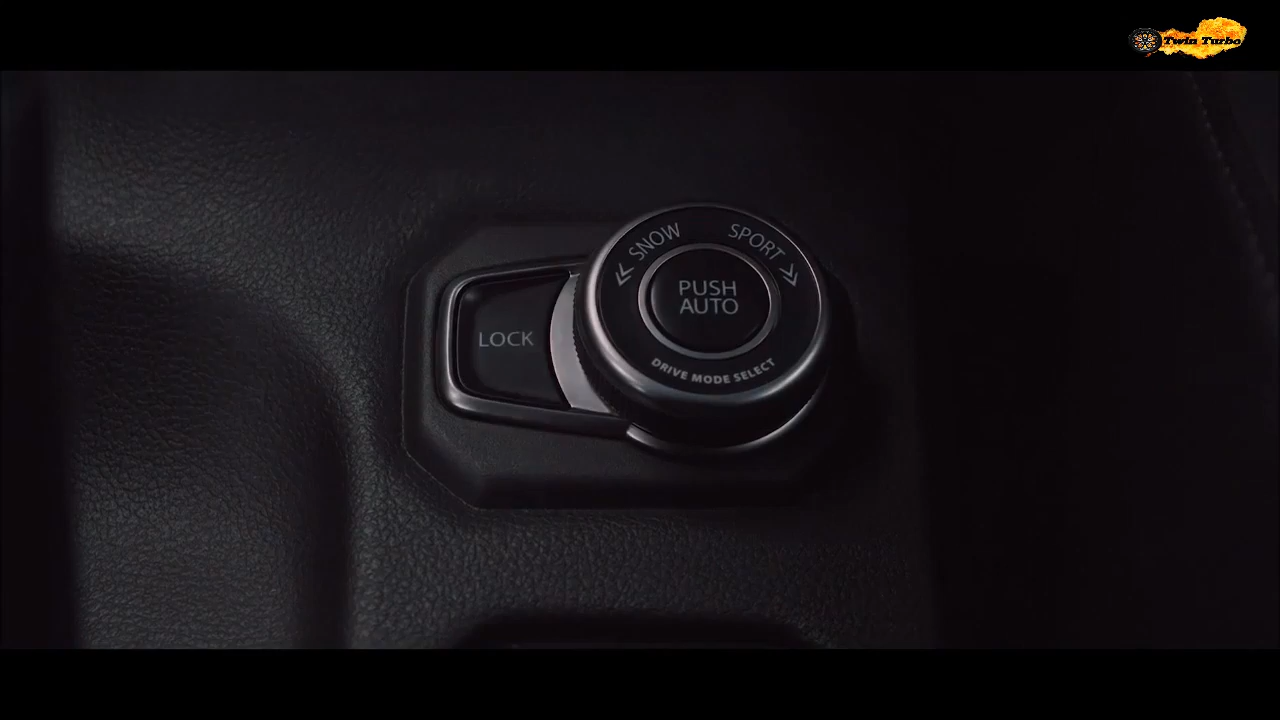 Twin Turbo
SNOW
SPORT
PUSH
AUTO
LOCK
DRIVE MODE SELECT